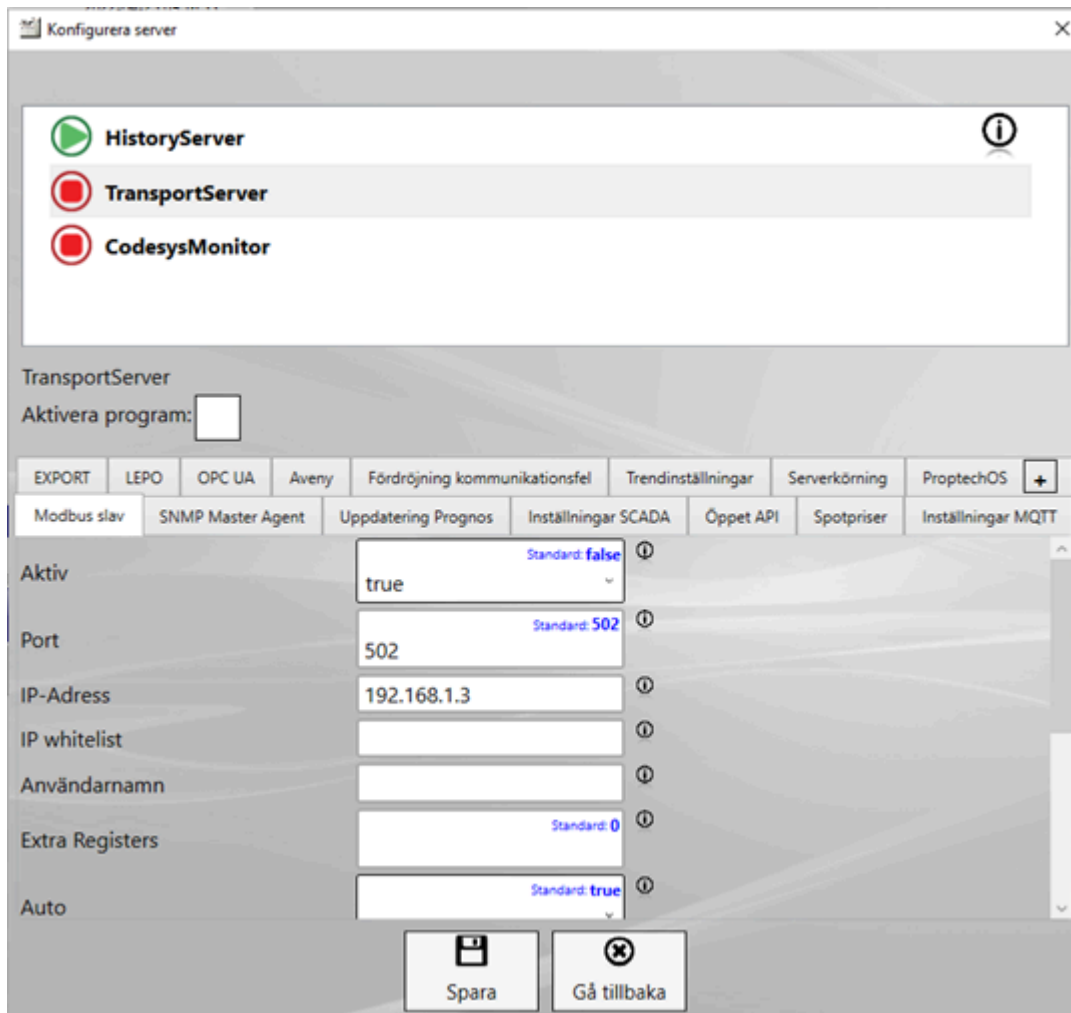 Konfigurera server
HistoryServer
TransportServer
CodesysMonitor
TransportServer
Aktivera program:
EXPORT LEPO OPC UA Aveny Fördröjning kommunikationsfel Trendinställningar Serverkörning ProptechOS +
Modbus slav SNMP Master Agent Uppdatering Prognos Inställningar SCADA Öppet API Spotpriser Inställningar MQTT
Standard: false
Aktiv true
Standard: 502
Port 502
IP-Adress 192.168.1.3
IP whitelist
Användarnamn
Standard: 0
Extra Registers
Standard: true
Auto
Spara Gå tillbaka